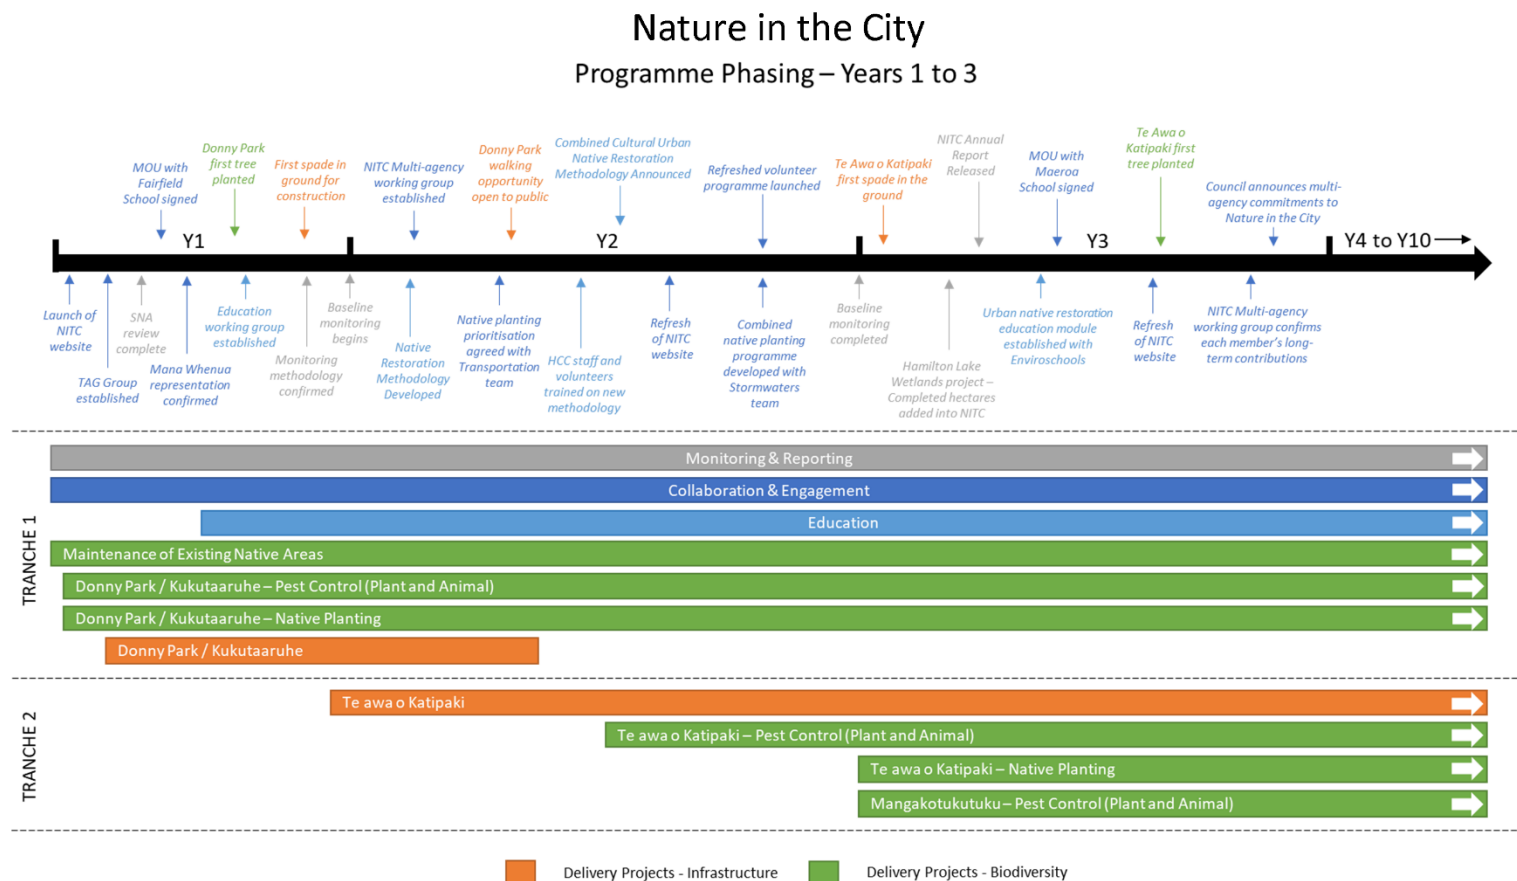 Nature in the City
Programme Phasing – Years 1 to 3
MOU with
Fairfield
School signed
Donny Park
first tree
planted
First spade in
ground for
construction
NITC Multi-agency
working group
established
Donny Park
walking
opportunity
open to public
Combined Cultural Urban
Native Restoration
Methodology Announced
Refreshed volunteer
programme launched
Te Awa o Katipaki
first spade in the
ground
NITC Annual
Report
Released
MOU with
Maeroa
School signed
Te Awa o
Katipaki first
tree planted
Council announces multi-
agency commitments to
Nature in the City
Y1
Y2
Y3
Y4 to Y10
Launch of
NITC
website
TAG Group
established
SNA
review
complete
Mana Whenua
representation
confirmed
Education
working group
established
Monitoring
methodology
confirmed
Baseline
monitoring
begins
Native
Restoration
Methodology
Developed
Native planting
prioritisation
agreed with
Transportation
team
HCC staff and
volunteers
trained on new
methodology
Refresh
of NITC
website
Combined
native planting
programme
developed with
Stormwaters
team
Baseline
monitoring
completed
Hamilton Lake
Wetlands project –
Completed hectares
added into NITC
Urban native restoration
education module
established with
Enviroschools
Refresh
of NITC
website
NITC Multi-agency
working group confirms
each member's long-
term contributions
TRANCHE 1
Monitoring & Reporting
Collaboration & Engagement
Education
Maintenance of Existing Native Areas
Donny Park / Kukutaaruhe – Pest Control (Plant and Animal)
Donny Park / Kukutaaruhe – Native Planting
Donny Park / Kukutaaruhe
TRANCHE 2
Te awa o Katipaki
Te awa o Katipaki – Pest Control (Plant and Animal)
Te awa o Katipaki – Native Planting
Mangakotukutuku – Pest Control (Plant and Animal)
Delivery Projects - Infrastructure
Delivery Projects - Biodiversity